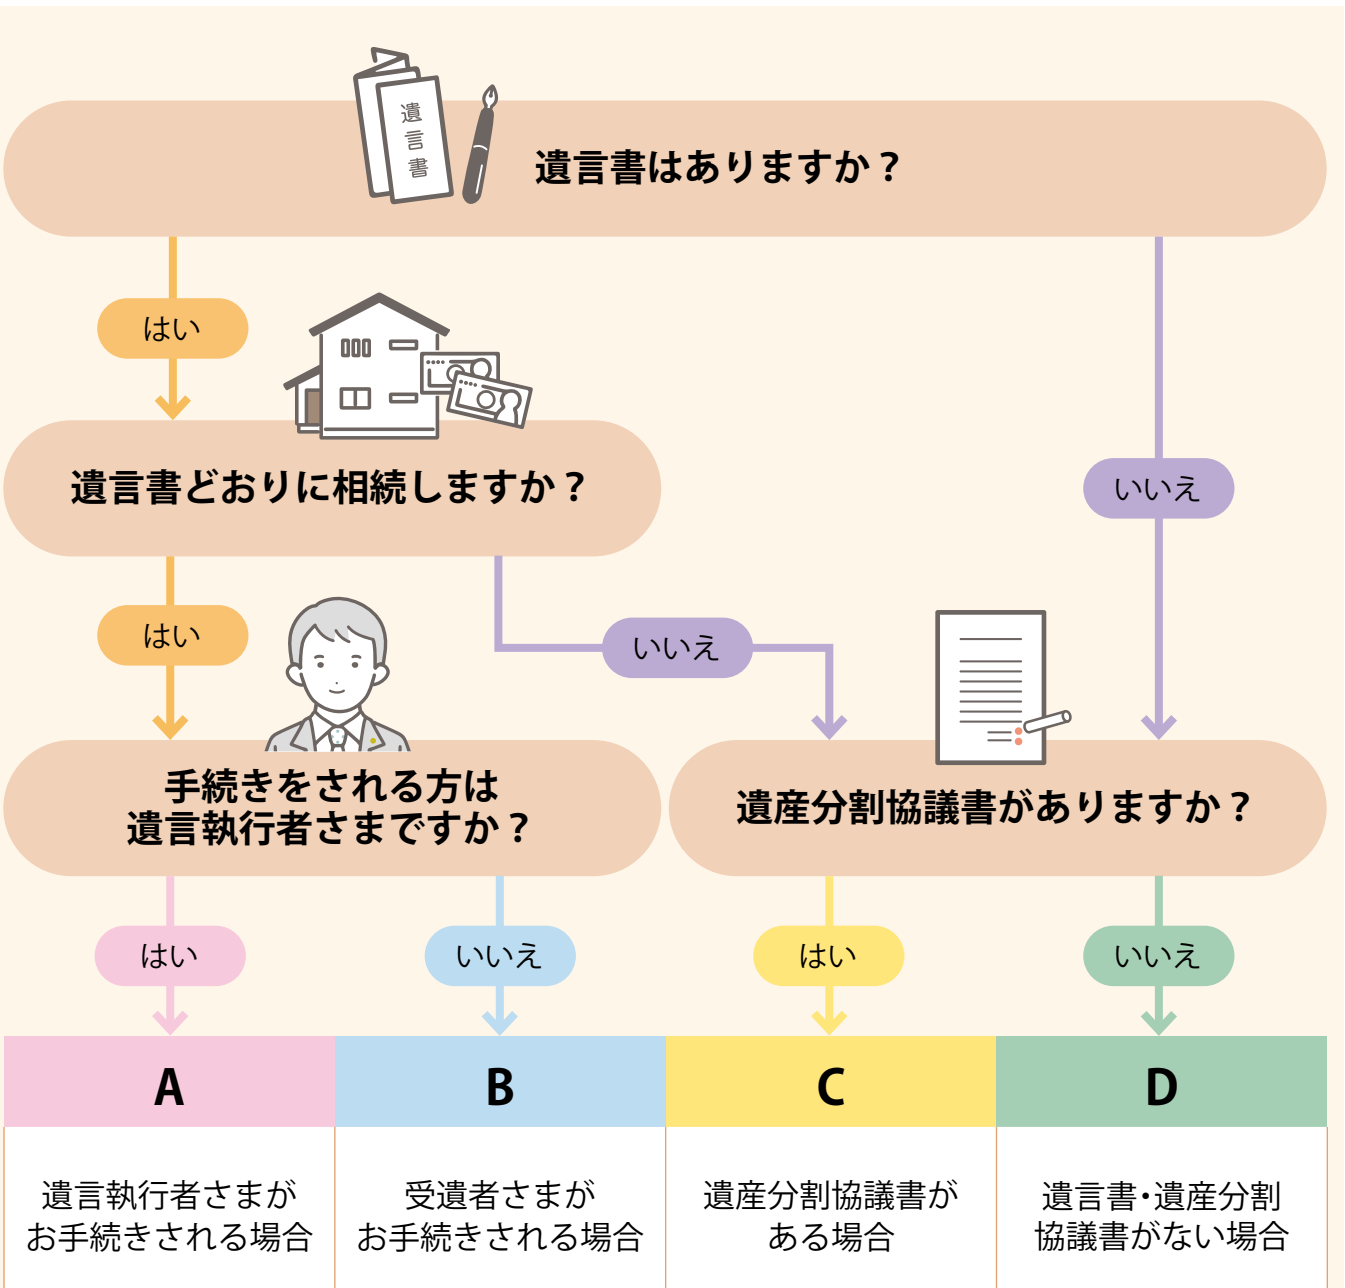 遺言書
遺言書はありますか？
はい
いいえ
遺言書どおりに相続しますか？
はい
いいえ
手続きをされる方は
遺言執行者さまですか？
遺産分割協議書がありますか？
はい
いいえ
はい
いいえ
A
B
C
D
遺言執行者さまが
お手続きされる場合
受遺者さまが
お手続きされる場合
遺産分割協議書が
ある場合
遺言書・遺産分割
協議書がない場合